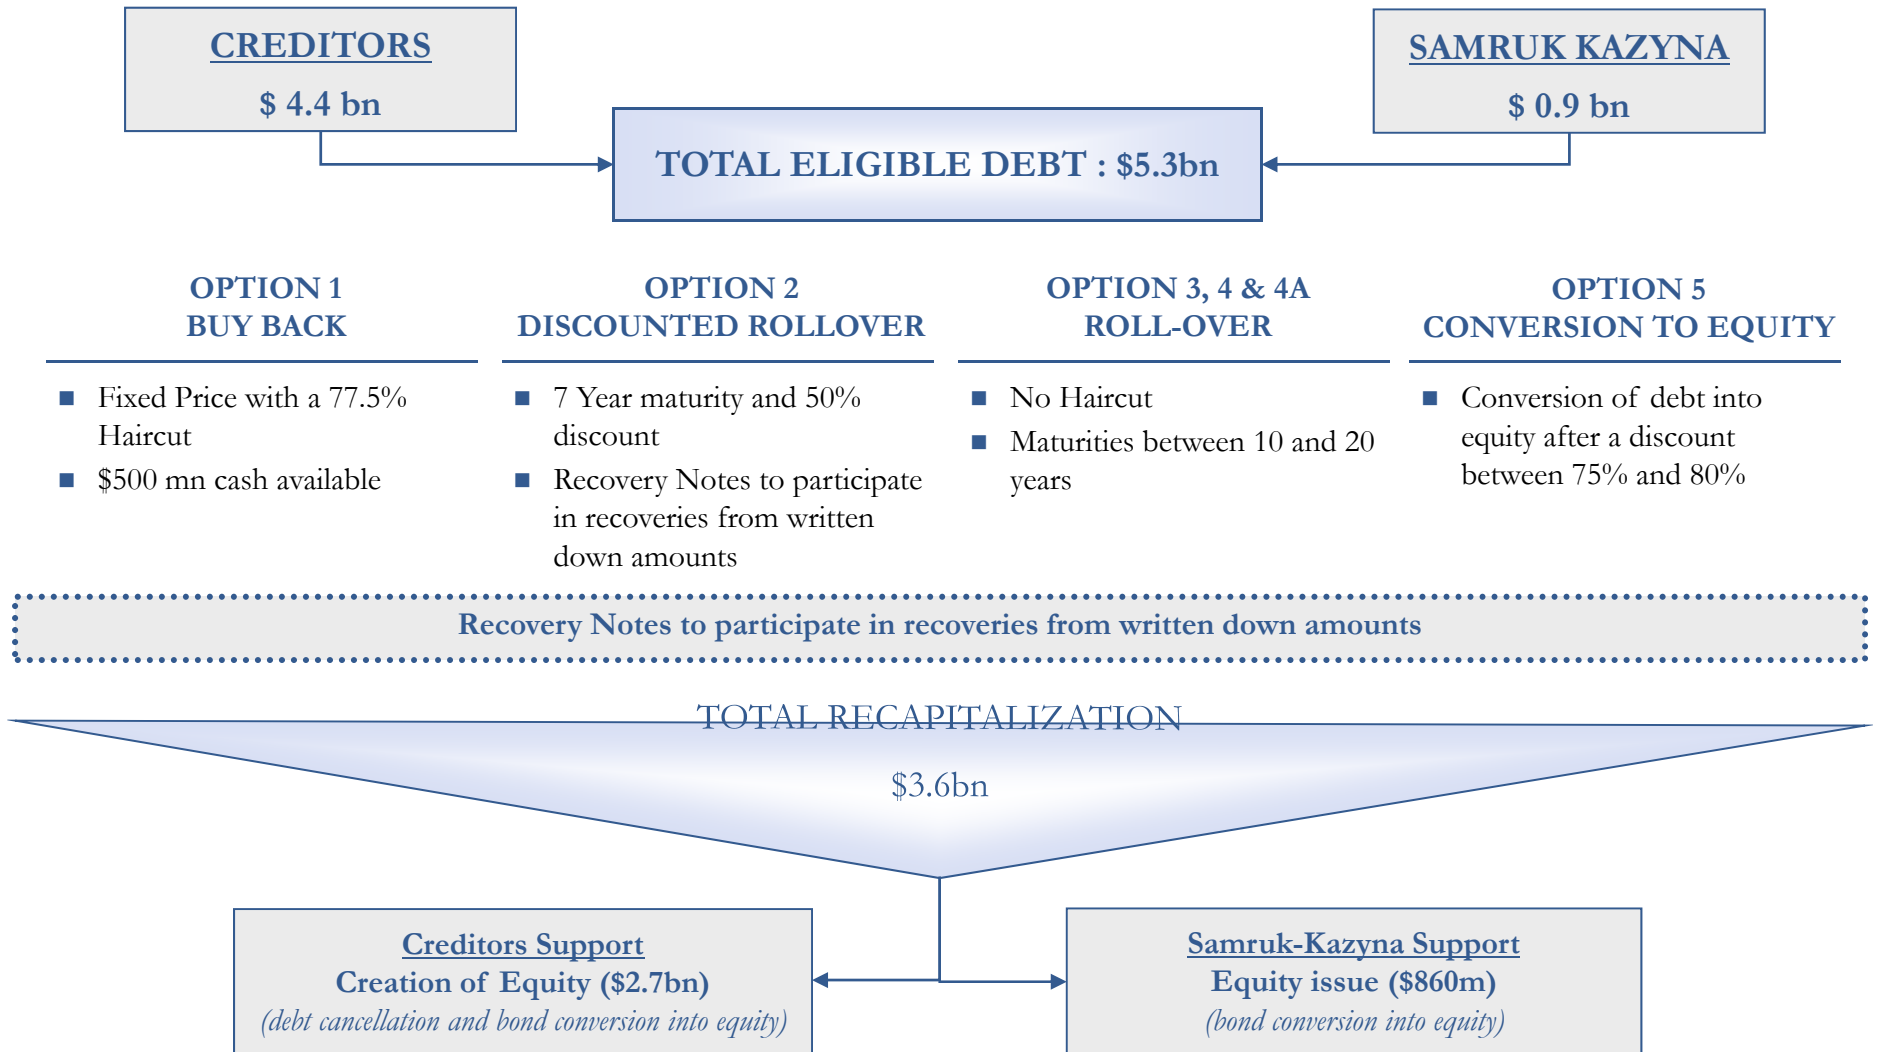 CREDITORS
$ 4.4 bn
SAMRUK KAZYNA
$ 0.9 bn
TOTAL ELIGIBLE DEBT : $5.3bn
OPTION 1
BUY BACK
■ Fixed Price with a 77.5%
Haircut
■ $500 mn cash available
OPTION 2
DISCOUNTED ROLLOVER
■ 7 Year maturity and 50%
discount
■ Recovery Notes to participate
in recoveries from written
down amounts
OPTION 3, 4 & 4A
ROLL-OVER
■ No Haircut
■ Maturities between 10 and 20
years
OPTION 5
CONVERSION TO EQUITY
■ Conversion of debt into
equity after a discount
between 75% and 80%
Recovery Notes to participate in recoveries from written down amounts
TOTAL RECAPITALIZATION
$3.6bn
Creditors Support
Creation of Equity ($2.7bn)
(debt cancellation and bond conversion into equity)
Samruk-Kazyna Support
Equity issue ($860m)
(bond conversion into equity)